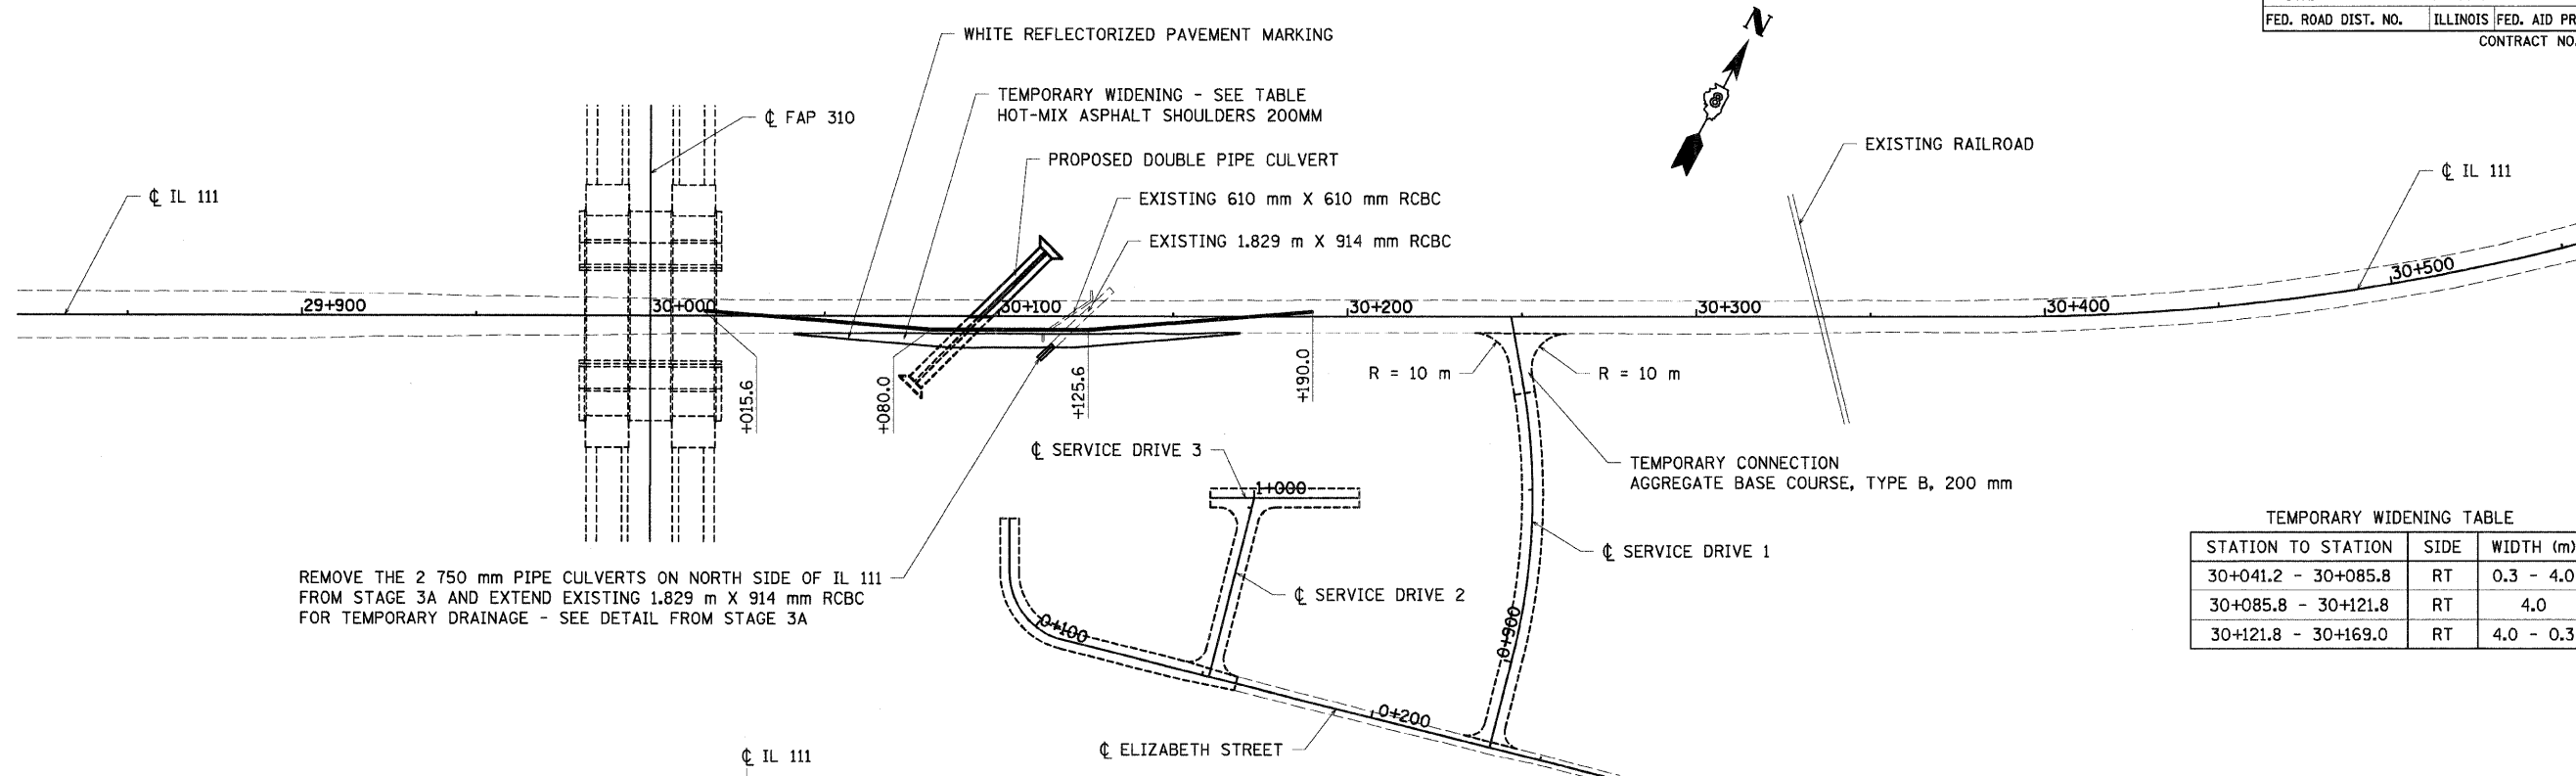 FED. ROAD DIST. NO. ILLINOIS FED. AID PR
CONTRACT NO.
N
8
WHITE REFLECTORIZED PAVEMENT MARKING
TEMPORARY WIDENING - SEE TABLE
HOT-MIX ASPHALT SHOULDERS 200MM
℄ FAP 310
PROPOSED DOUBLE PIPE CULVERT
EXISTING RAILROAD
℄ IL 111
EXISTING 610 mm X 610 mm RCBC
℄ IL 111
EXISTING 1.829 m X 914 mm RCBC
29+900
30+000
30+100
30+200
30+300
30+400
30+500
+015.6
+080.0
+125.6
+190.0
R = 10 m
R = 10 m
℄ SERVICE DRIVE 3
TEMPORARY CONNECTION
AGGREGATE BASE COURSE, TYPE B, 200 mm
1+000
℄ SERVICE DRIVE 1
REMOVE THE 2 750 mm PIPE CULVERTS ON NORTH SIDE OF IL 111
FROM STAGE 3A AND EXTEND EXISTING 1.829 m X 914 mm RCBC
FOR TEMPORARY DRAINAGE - SEE DETAIL FROM STAGE 3A
℄ SERVICE DRIVE 2
0+100
0+900
0+200
℄ ELIZABETH STREET
℄ IL 111
TEMPORARY WIDENING TABLE
STATION TO STATION SIDE WIDTH (m)
30+041.2 - 30+085.8 RT 0.3 - 4.0
30+085.8 - 30+121.8 RT 4.0
30+121.8 - 30+169.0 RT 4.0 - 0.3